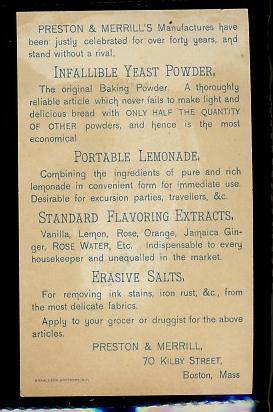 PRESTON & MERRILL'S Manufactures have
been justly celebrated for over forty years, and
stand without a rival.
INFALLIBLE YEAST POWDER,
The original Baking Powder. A thoroughly
reliable article which never fails to make light and
delicious bread with ONLY HALF THE QUANTITY
OF OTHER powders, and hence is the most
economical
PORTABLE LEMONADE,
Combining the ingredients of pure and rich
lemonade in convenient form for immediate use.
Desirable for excursion parties, travellers, &c.
STANDARD FLAVORING EXTRACTS,
Vanilla, Lemon, Rose, Orange, Jamaica Gin-
ger, ROSE WATER, Etc. Indispensable to every
housekeeper and unequalled in the market.
ERASIVE SALTS,
For removing ink stains, iron rust, &c., from
the most delicate fabrics.
Apply to your grocer or druggist for the above
articles.
PRESTON & MERRILL,
70 KILBY STREET,
Boston, Mass